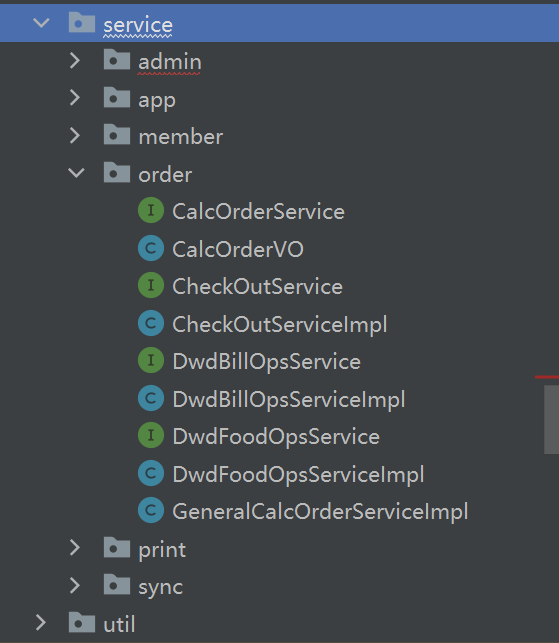 service
admin
app
member
order
I CalcOrderService
C CalcOrderVO
I CheckOutService
C CheckOutServiceImpl
I DwdBillOpsService
C DwdBillOpsServiceImpl
I DwdFoodOpsService
C DwdFoodOpsServiceImpl
C GeneralCalcOrderServiceImpl
print
sync
util